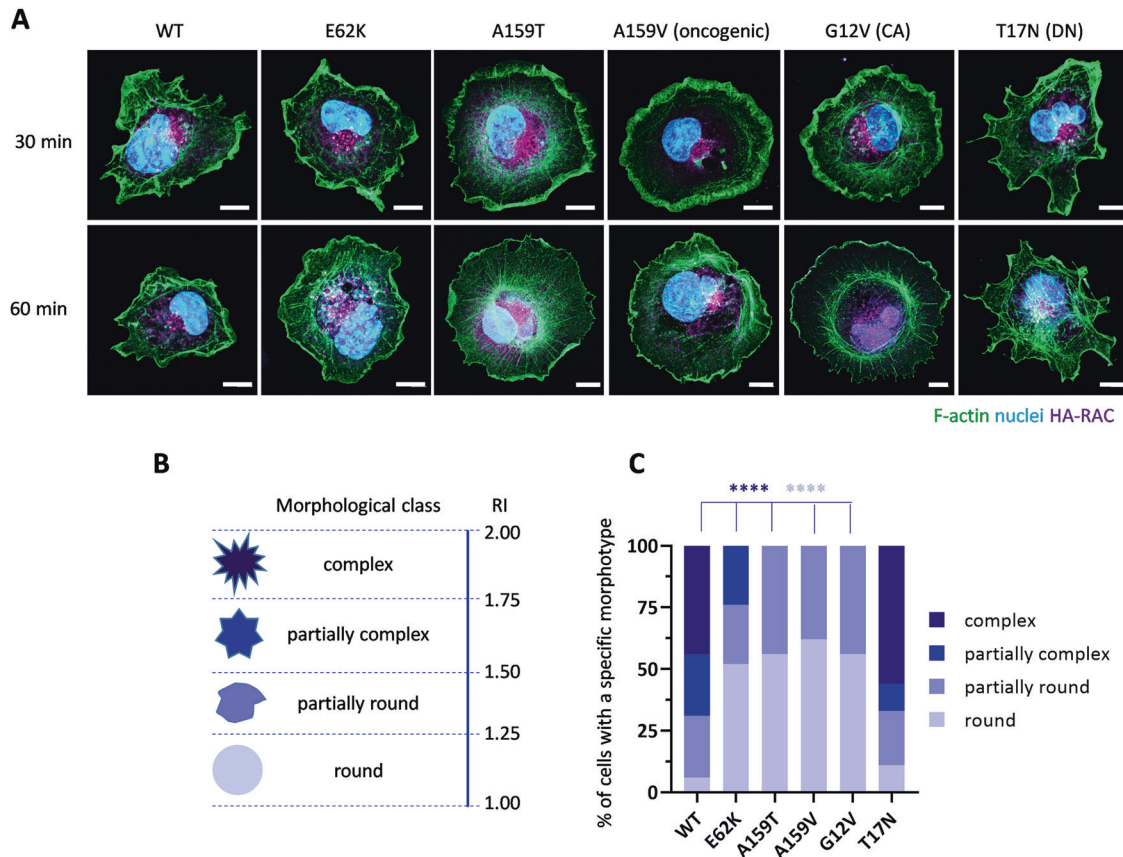 A
WT E62K A159T A159V (oncogenic) G12V (CA) T17N (DN)
30 min
60 min
F-actin nuclei HA-RAC
B
Morphological class RI
2.00
complex
1.75
partially complex
1.50
partially round
1.25
round
1.00
C
**** ****
% of cells with a specific morphotype
100
75
50
25
0
WT E62K A159T A159V G12V T17N
complex
partially complex
partially round
round